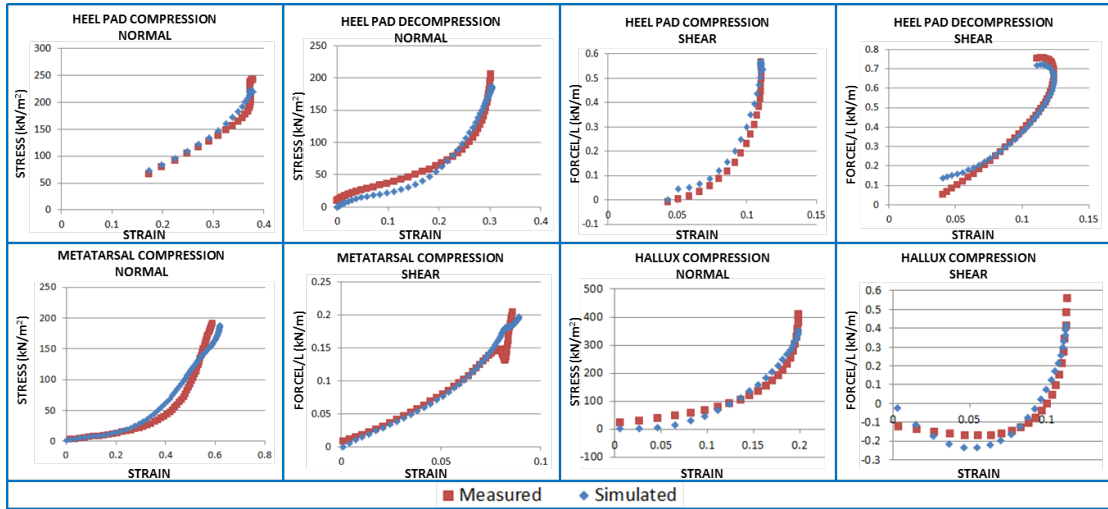 HEEL PAD COMPRESSION
NORMAL
STRESS (kN/m²)
300
250
200
150
100
50
0
0 0.1 0.2 0.3 0.4
STRAIN
HEEL PAD DECOMPRESSION
NORMAL
STRESS (kN/m²)
250
200
150
100
50
0
0 0.1 0.2 0.3 0.4
STRAIN
HEEL PAD COMPRESSION
SHEAR
FORCEL/L (kN/m)
0.6
0.5
0.4
0.3
0.2
0.1
0
-0.1
0 0.05 0.1 0.15
STRAIN
HEEL PAD DECOMPRESSION
SHEAR
FORCEL/L (kN/m)
0.8
0.7
0.6
0.5
0.4
0.3
0.2
0.1
0
0 0.05 0.1 0.15
STRAIN
METATARSAL COMPRESSION
NORMAL
STRESS (kN/m²)
200
150
100
50
0
0 0.2 0.4 0.6 0.8
STRAIN
METATARSAL COMPRESSION
SHEAR
FORCEL/L (kN/m)
0.25
0.2
0.15
0.1
0.05
0
0 0.05 0.1
STRAIN
HALLUX COMPRESSION
NORMAL
STRESS (kN/m²)
500
400
300
200
100
0
-100
0 0.1 0.2
STRAIN
HALLUX COMPRESSION
SHEAR
FORCEL/L (kN/m)
0.6
0.5
0.4
0.3
0.2
0.1
0
-0.1
-0.2
-0.3
0 0.05 0.1
STRAIN
Measured Simulated